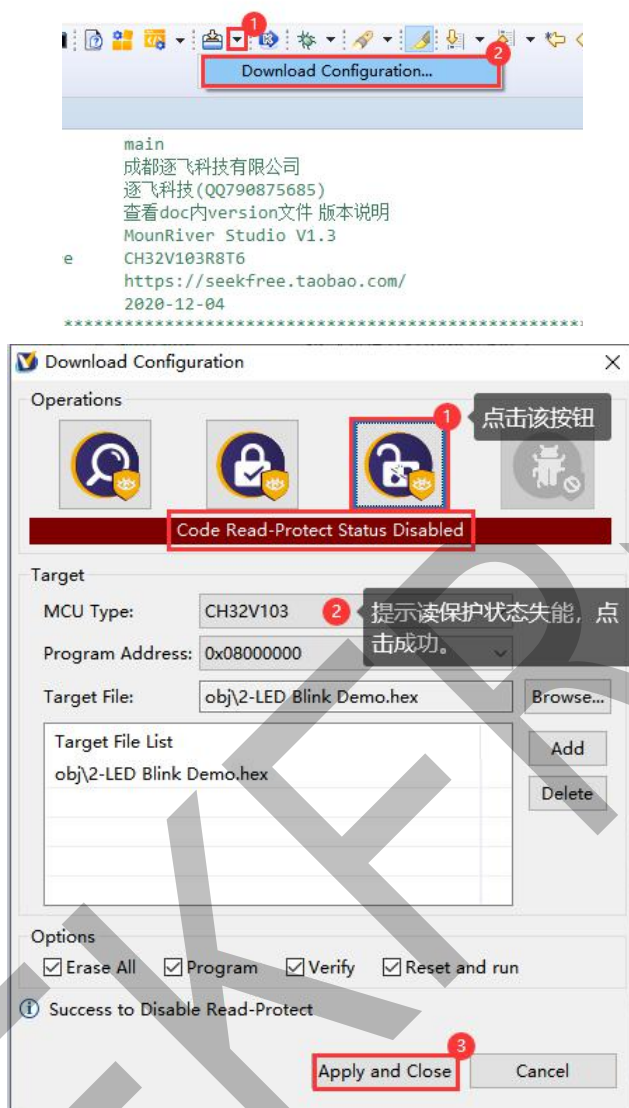 1
2
Download Configuration...
main
成都逐飞科技有限公司
逐飞科技(QQ790875685)
查看doc内version文件 版本说明
MounRiver Studio V1.3
e CH32V103R8T6
https://seekfree.taobao.com/
2020-12-04
Download Configuration
Operations
1 点击该按钮
Code Read-Protect Status Disabled
Target
MCU Type: CH32V103
2 提示读保护状态失能，点
击成功。
Program Address: 0x08000000
Target File: obj\2-LED Blink Demo.hex Browse...
Target File List
Add
obj\2-LED Blink Demo.hex
Delete
Options
Erase All Program Verify Reset and run
Success to Disable Read-Protect
3
Apply and Close Cancel